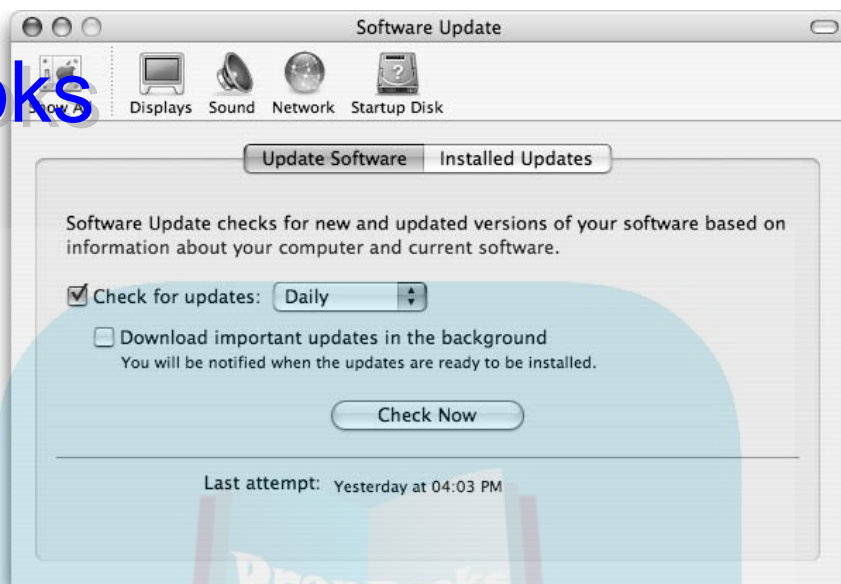 Software Update
Show All
oks
Displays Sound Network Startup Disk
Update Software Installed Updates
Software Update checks for new and updated versions of your software based on
information about your computer and current software.
Check for updates: Daily
Download important updates in the background
You will be notified when the updates are ready to be installed.
Check Now
Last attempt: Yesterday at 04:03 PM